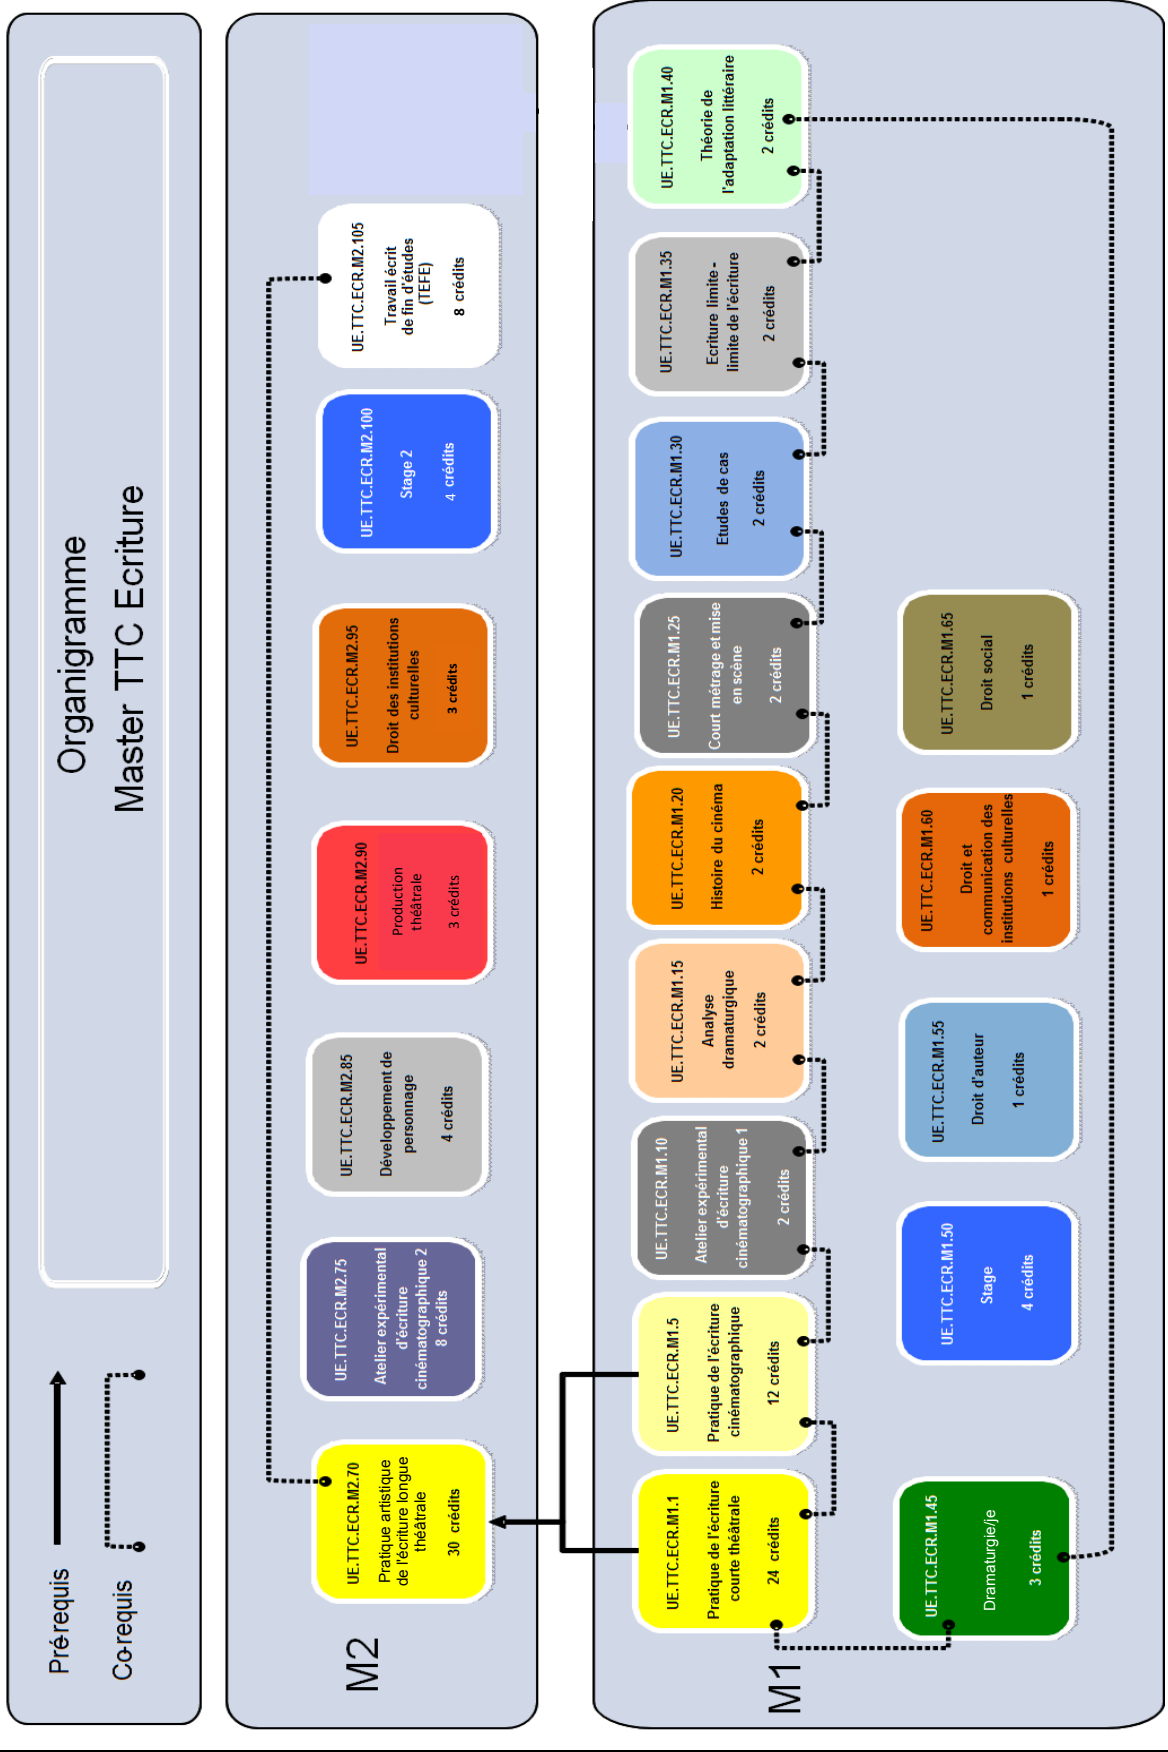 Organigramme
Master TTC Ecriture
Pré-requis
Co-requis
M2
UE.TTC.ECR.M2.70
Pratique artistique
de l'écriture longue
théâtrale
30 crédits
UE.TTC.ECR.M2.75
Atelier expérimental
d'écriture
cinématographique 2
8 crédits
UE.TTC.ECR.M2.85
Développement de
personnage
4 crédits
UE.TTC.ECR.M2.90
Production
théâtrale
3 crédits
UE.TTC.ECR.M2.95
Droit des institutions
culturelles
3 crédits
UE.TTC.ECR.M2.100
Stage 2
4 crédits
UE.TTC.ECR.M2.105
Travail écrit
de fin d'études
(TEFE)
8 crédits
M1
UE.TTC.ECR.M1.1
Pratique de l'écriture
courte théâtrale
24 crédits
UE.TTC.ECR.M1.5
Pratique de l'écriture
cinématographique
12 crédits
UE.TTC.ECR.M1.10
Atelier expérimental
d'écriture
cinématographique 1
2 crédits
UE.TTC.ECR.M1.15
Analyse
dramaturgique
2 crédits
UE.TTC.ECR.M1.20
Histoire du cinéma
2 crédits
UE.TTC.ECR.M1.25
Court métrage et mise
en scène
2 crédits
UE.TTC.ECR.M1.30
Etudes de cas
2 crédits
UE.TTC.ECR.M1.35
Ecriture limite -
limite de l'écriture
2 crédits
UE.TTC.ECR.M1.40
Théorie de
l'adaptation littéraire
2 crédits
UE.TTC.ECR.M1.45
Dramaturgie/je
3 crédits
UE.TTC.ECR.M1.50
Stage
4 crédits
UE.TTC.ECR.M1.55
Droit d'auteur
1 crédits
UE.TTC.ECR.M1.60
Droit et
communication des
institutions culturelles
1 crédits
UE.TTC.ECR.M1.65
Droit social
1 crédits